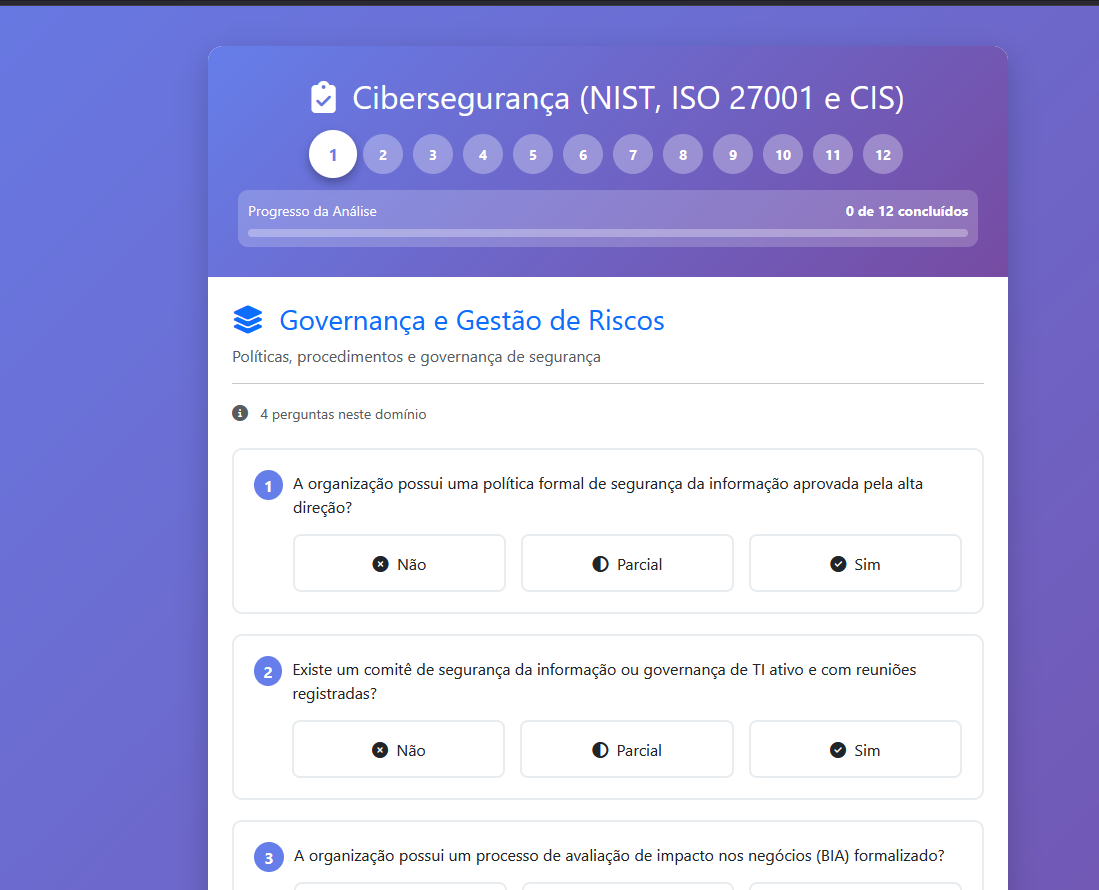 Cibersegurança (NIST, ISO 27001 e CIS)
1 2 3 4 5 6 7 8 9 10 11 12
Progresso da Análise 0 de 12 concluídos
Governança e Gestão de Riscos
Políticas, procedimentos e governança de segurança
4 perguntas neste domínio
1 A organização possui uma política formal de segurança da informação aprovada pela alta
direção?
Não Parcial Sim
2 Existe um comitê de segurança da informação ou governança de TI ativo e com reuniões
registradas?
Não Parcial Sim
3 A organização possui um processo de avaliação de impacto nos negócios (BIA) formalizado?